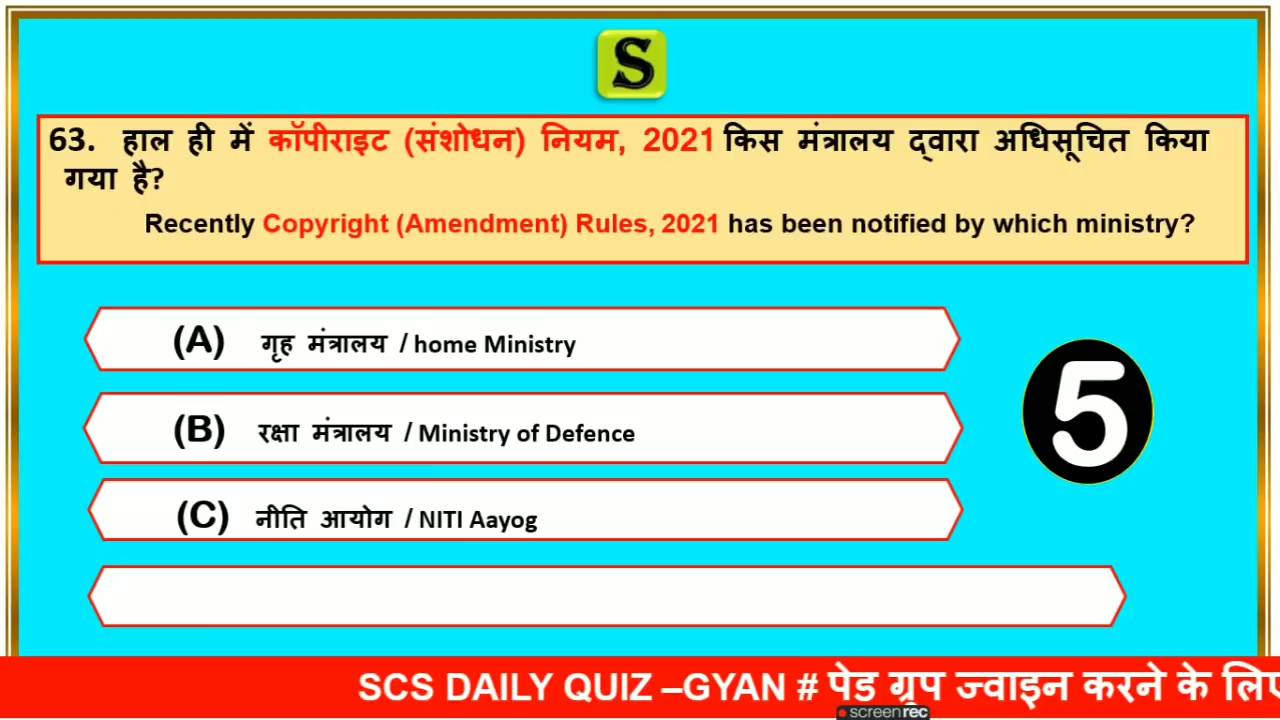 S
63. हाल ही में कॉपीराइट (संशोधन) नियम, 2021 किस मंत्रालय द्वारा अधिसूचित किया
गया है?
Recently Copyright (Amendment) Rules, 2021 has been notified by which ministry?
(A) गृह मंत्रालय / home Ministry
5
(B) रक्षा मंत्रालय / Ministry of Defence
(C) नीति आयोग / NITI Aayog
SCS DAILY QUIZ –GYAN # पेड ग्रूप ज्वाइन करने के लिए
screenrec